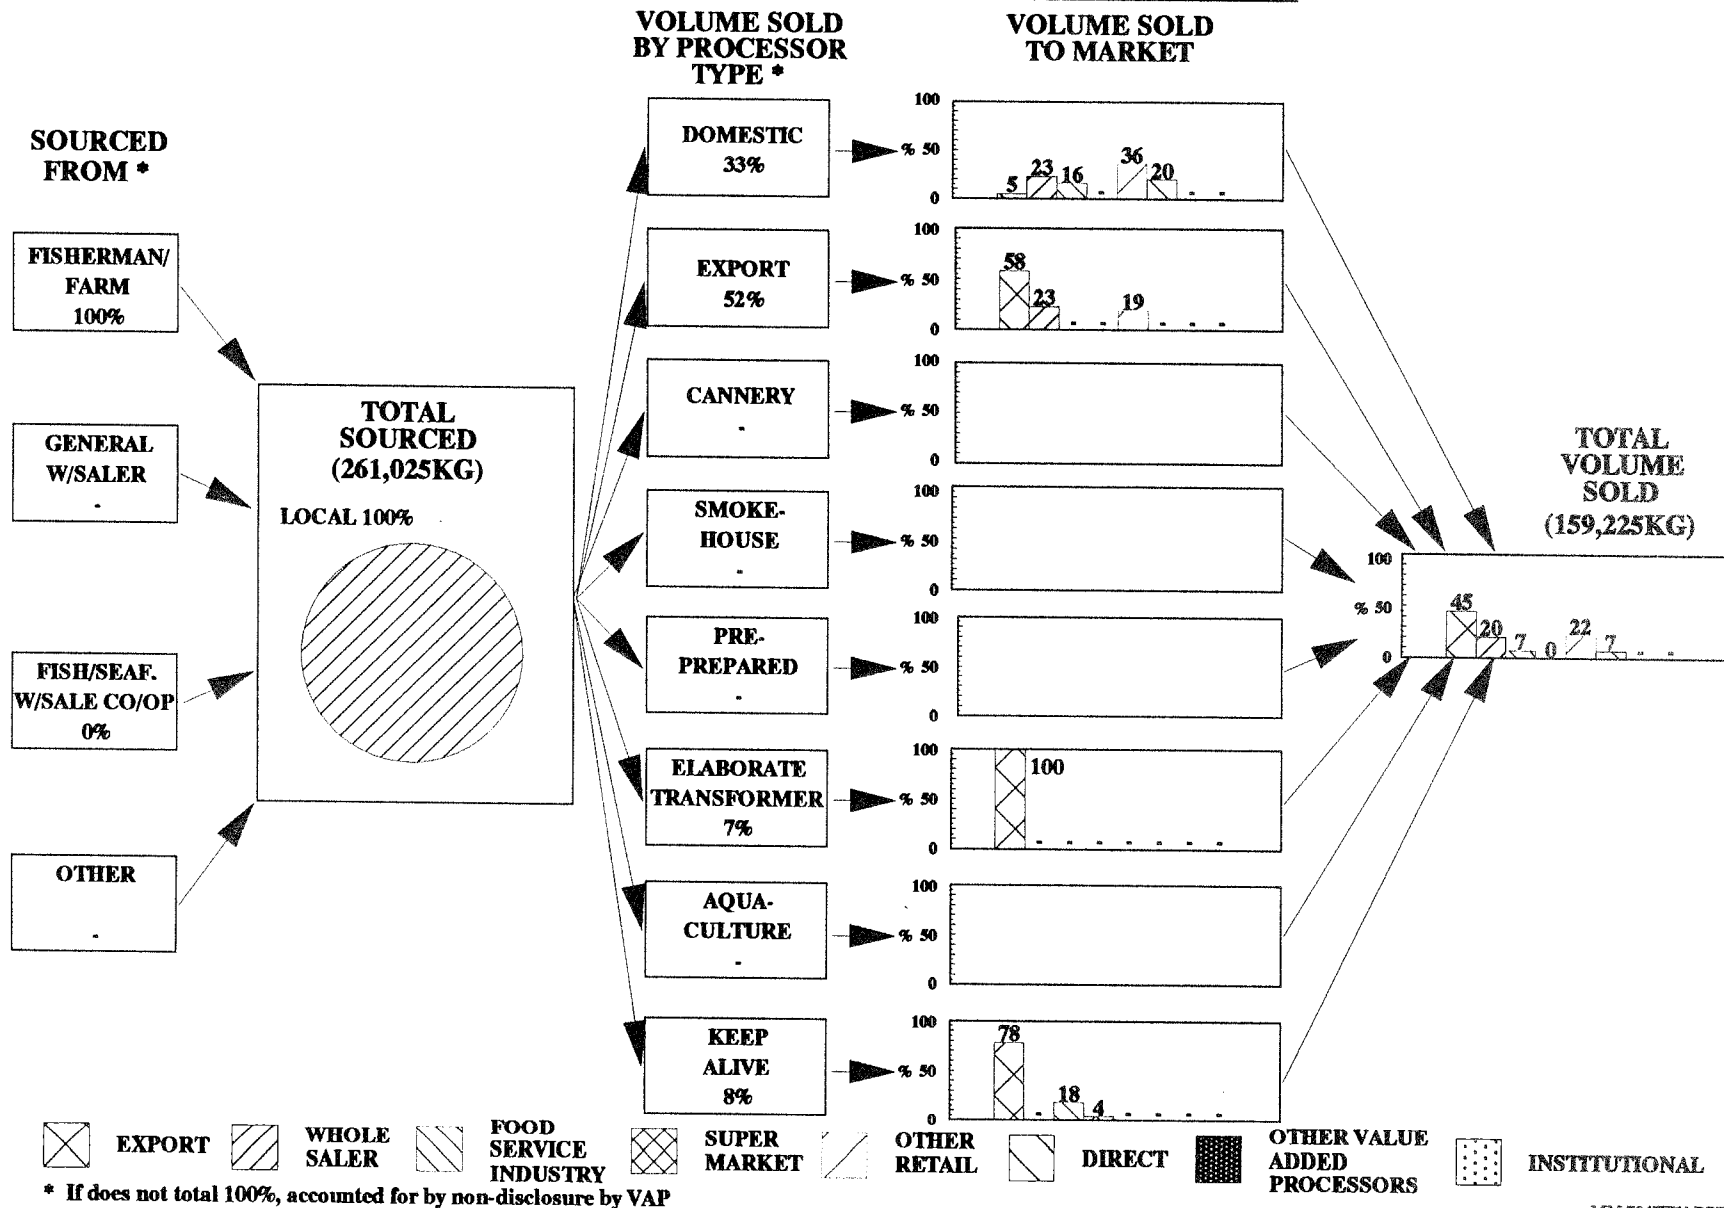 VOLUME SOLD
BY PROCESSOR
TYPE *
VOLUME SOLD
TO MARKET
SOURCED
FROM *
FISHERMAN/
FARM
100%
GENERAL
W/SALER
-
FISH/SEAF.
W/SALE CO/OP
0%
OTHER
-
TOTAL
SOURCED
(261,025KG)
LOCAL 100%
DOMESTIC
33%
100
% 50
0
5 23 16 - 36 20 - -
EXPORT
52%
100
% 50
0
58 23 - - 19 - - -
CANNERY
-
100
% 50
0
SMOKE-
HOUSE
-
100
% 50
0
PRE-
PREPARED
-
100
% 50
0
ELABORATE
TRANSFORMER
7%
100
% 50
0
100 - - - - - - -
AQUA-
CULTURE
-
100
% 50
0
KEEP
ALIVE
8%
100
% 50
0
78 - 18 4 - - - -
TOTAL
VOLUME
SOLD
(159,225KG)
100
% 50
0
45 20 7 0 22 7 - -
EXPORT
WHOLE
SALER
FOOD
SERVICE
INDUSTRY
SUPER
MARKET
OTHER
RETAIL
DIRECT
OTHER VALUE
ADDED
PROCESSORS
INSTITUTIONAL
* If does not total 100%, accounted for by non-disclosure by VAP